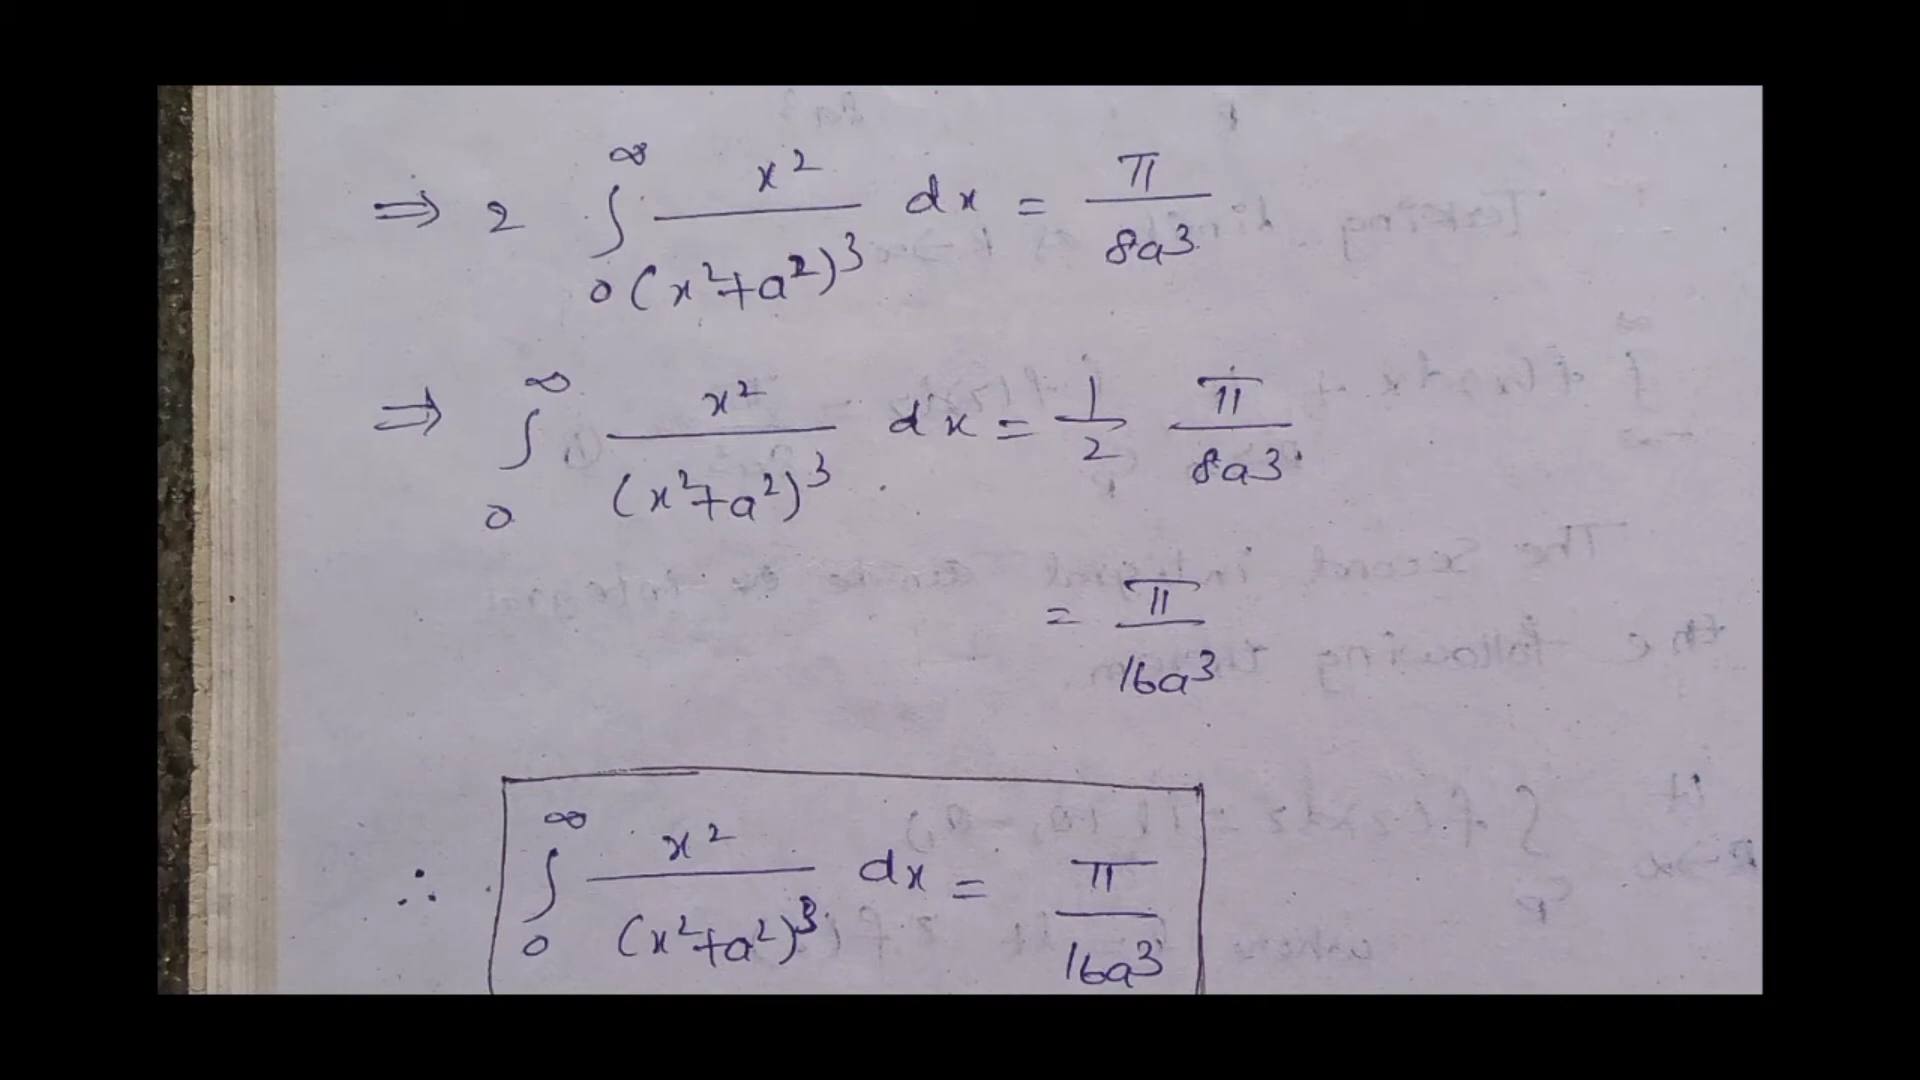 ⇒ 2 ∫₀^∞ x²/(x²+a²)³ dx = π/8a³
⇒ ∫₀^∞ x²/(x²+a²)³ dx = 1/2 π/8a³
= π/16a³
∴ ∫₀^∞ x²/(x²+a²)³ dx = π/16a³